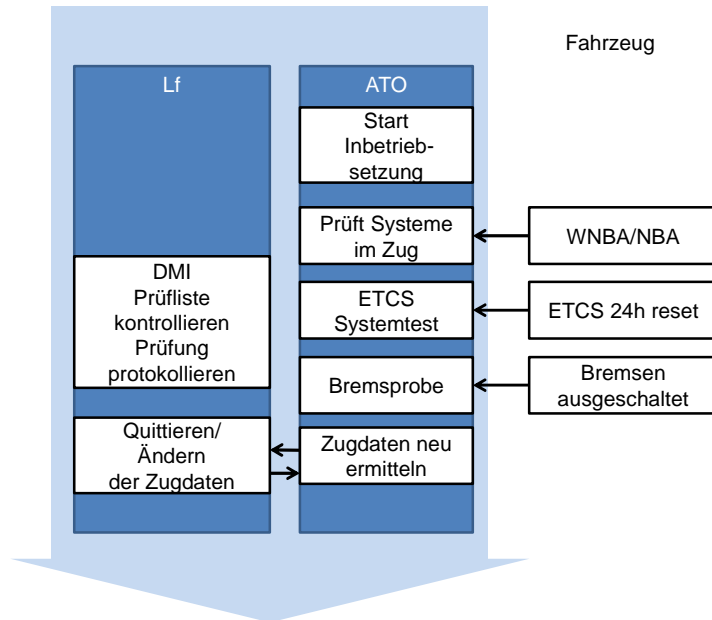 Fahrzeug
Lf
ATO
Start
Inbetrieb-
setzung
Prüft Systeme
im Zug
WNBA/NBA
DMI
Prüfliste
kontrollieren
Prüfung
protokollieren
ETCS
Systemtest
ETCS 24h reset
Bremsprobe
Bremsen
ausgeschaltet
Quittieren/
Ändern
der Zugdaten
Zugdaten neu
ermitteln